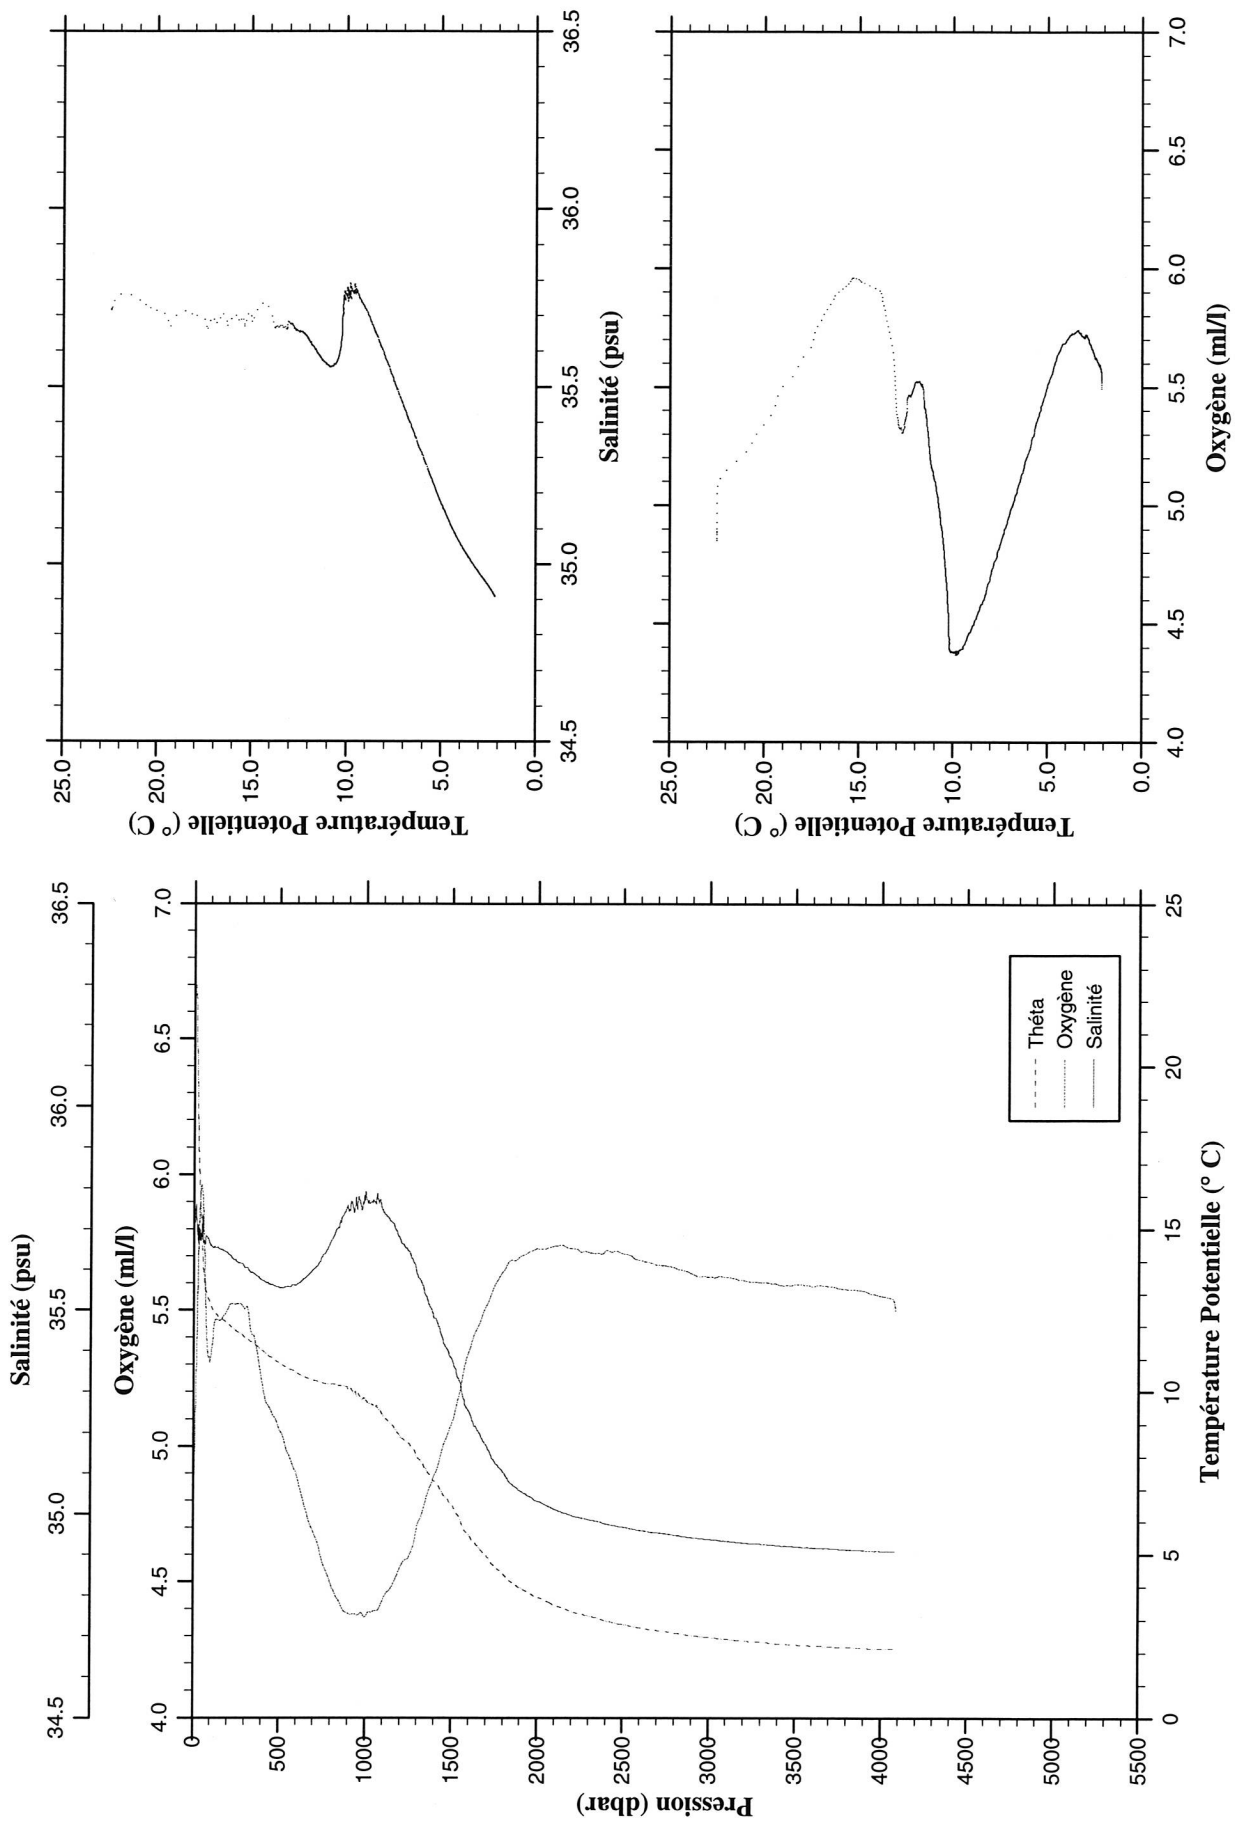 Salinité (psu)
34.5 35.0 35.5 36.0 36.5
Oxygène (ml/l)
4.0 4.5 5.0 5.5 6.0 6.5 7.0
Pression (dbar)
0
500
1000
1500
2000
2500
3000
3500
4000
4500
5000
5500
Théta
Oxygène
Salinité
0 5 10 15 20 25
Température Potentielle (° C)
Température Potentielle (° C)
25.0
20.0
15.0
10.0
5.0
0.0
34.5 35.0 35.5 36.0 36.5
Salinité (psu)
Température Potentielle (° C)
25.0
20.0
15.0
10.0
5.0
0.0
4.0 4.5 5.0 5.5 6.0 6.5 7.0
Oxygène (ml/l)